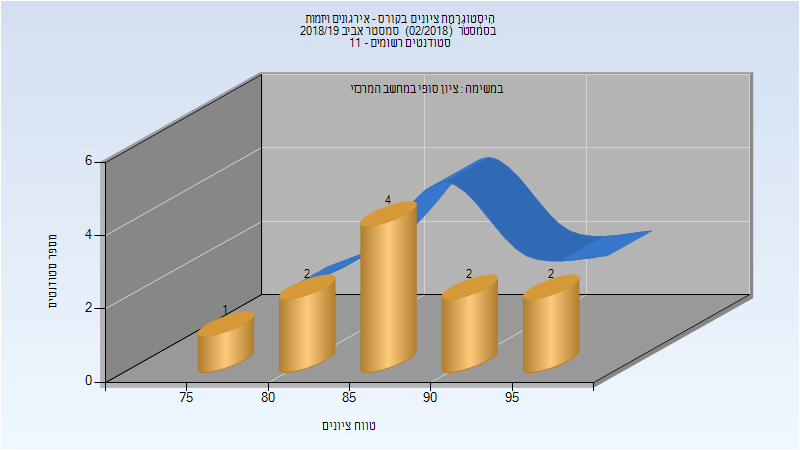 היסטוגרמת ציונים בקורס - אירגונים ויזמות
בסמסטר (02/2018) סמסטר אביב 2018/19
סטודנטים רשומים - 11
במשימה : ציון סופי במחשב המרכזי
6
4
2
0
מספר סטודנטים
1
2
4
2
2
75
80
85
90
95
טווח ציונים